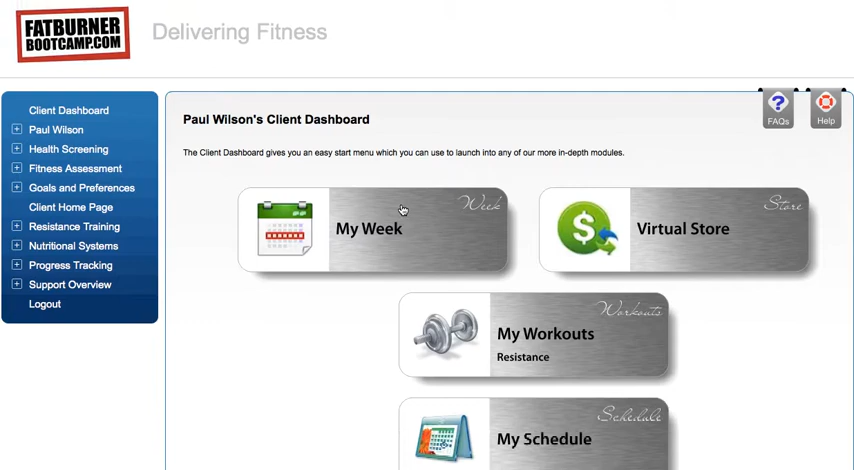 FATBURNER
BOOTCAMP.COM
Delivering Fitness
Client Dashboard
Paul Wilson
Health Screening
Fitness Assessment
Goals and Preferences
Client Home Page
Resistance Training
Nutritional Systems
Progress Tracking
Support Overview
Logout
Paul Wilson's Client Dashboard
FAQs
Help
The Client Dashboard gives you an easy start menu which you can use to launch into any of our more in-depth modules.
Week
My Week
Store
Virtual Store
Workouts
My Workouts
Resistance
Schedule
My Schedule